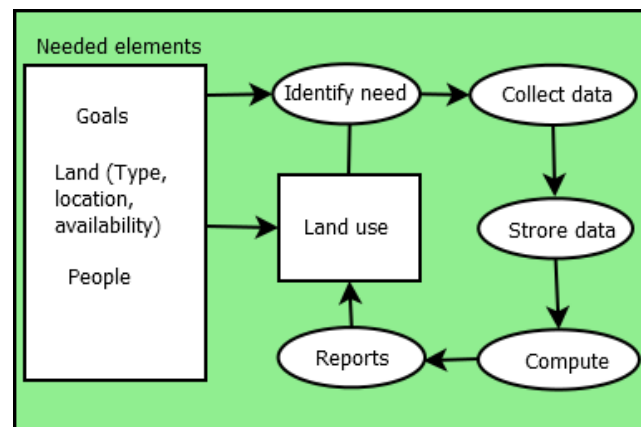 Needed elements
Goals
Land (Type,
location,
availability)
People
Identify need
Collect data
Land use
Strore data
Reports
Compute